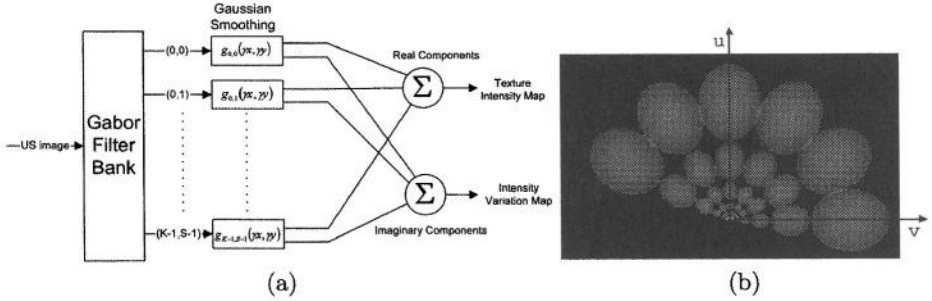 Gaussian
Smoothing
(0,0)
g0,0(γx,γy)
Real Components
(0,1)
g0,1(γx,γy)
Σ
Texture
Intensity Map
US image
Gabor
Filter
Bank
Σ
Intensity
Variation Map
(K-1,S-1)
gK-1,S-1(γx,γy)
Imaginary Components
(a)
u
v
(b)